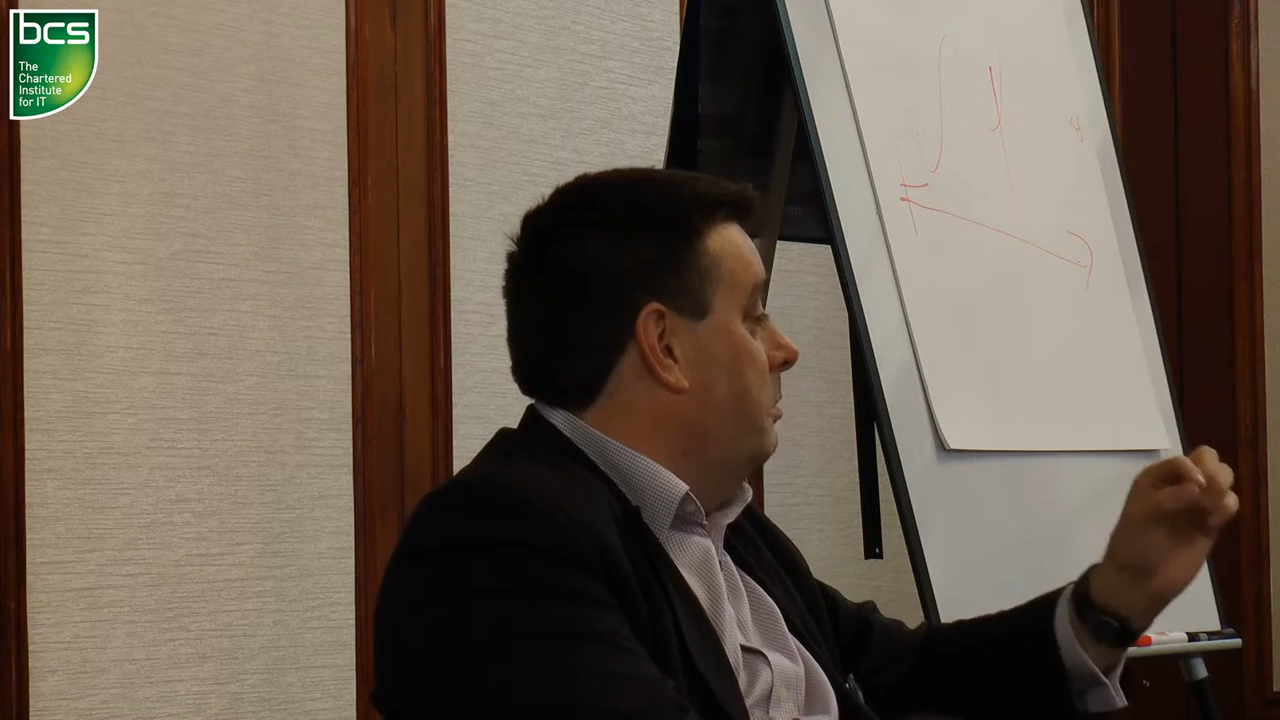 bcs
The
Chartered
Institute
for IT